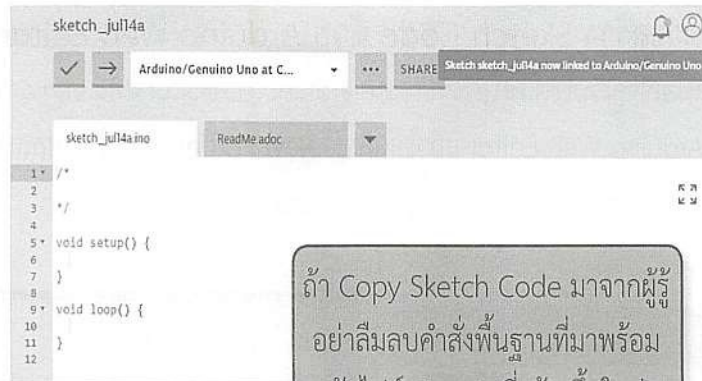 sketch_jul14a
Arduino/Genuino Uno at C... ••• SHARE Sketch sketch_jul14a now linked to Arduino/Genuino Uno
sketch_jul14a.ino ReadMe.adoc
1 /*
2
3 */
4
5 void setup() {
6
7 }
8
9 void loop() {
10
11 }
12
ถ้า Copy Sketch Code มาจากผู้รู้
อย่าลืมลบคำสั่งพื้นฐานที่มาพร้อม